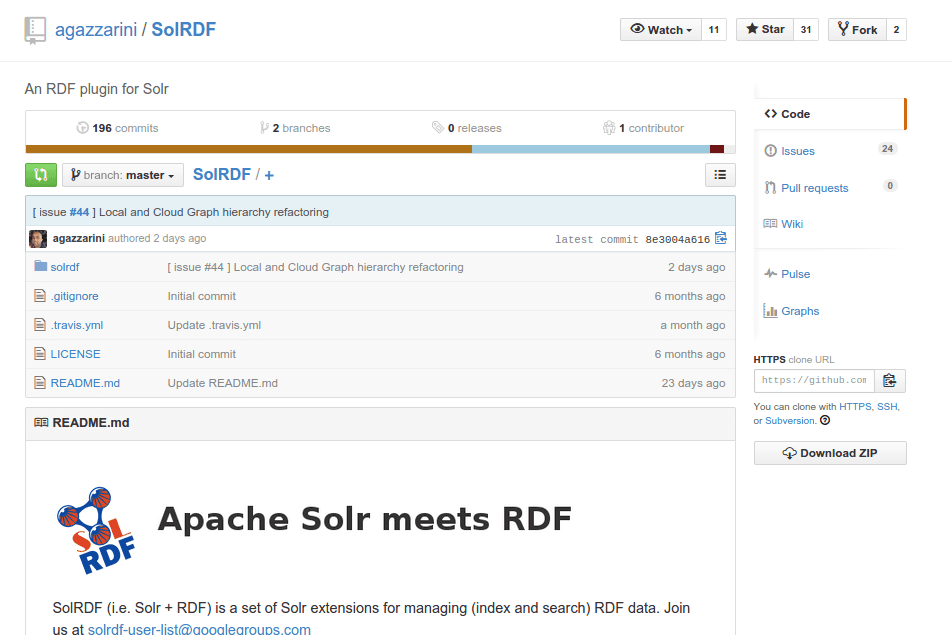 agazzarini / SolRDF
Watch 11 Star 31 Fork 2
An RDF plugin for Solr
196 commits 2 branches 0 releases 1 contributor
branch: master SolRDF / +
[ issue #44 ] Local and Cloud Graph hierarchy refactoring
agazzarini authored 2 days ago latest commit 8e3004a616
solrdf [ issue #44 ] Local and Cloud Graph hierarchy refactoring 2 days ago
.gitignore Initial commit 6 months ago
.travis.yml Update .travis.yml a month ago
LICENSE Initial commit 6 months ago
README.md Update README.md 23 days ago
README.md
SOL
RDF
Apache Solr meets RDF
SolRDF (i.e. Solr + RDF) is a set of Solr extensions for managing (index and search) RDF data. Join
us at solrdf-user-list@googlegroups.com
Code
Issues 24
Pull requests 0
Wiki
Pulse
Graphs
HTTPS clone URL
https://github.com
You can clone with HTTPS, SSH,
or Subversion.
Download ZIP